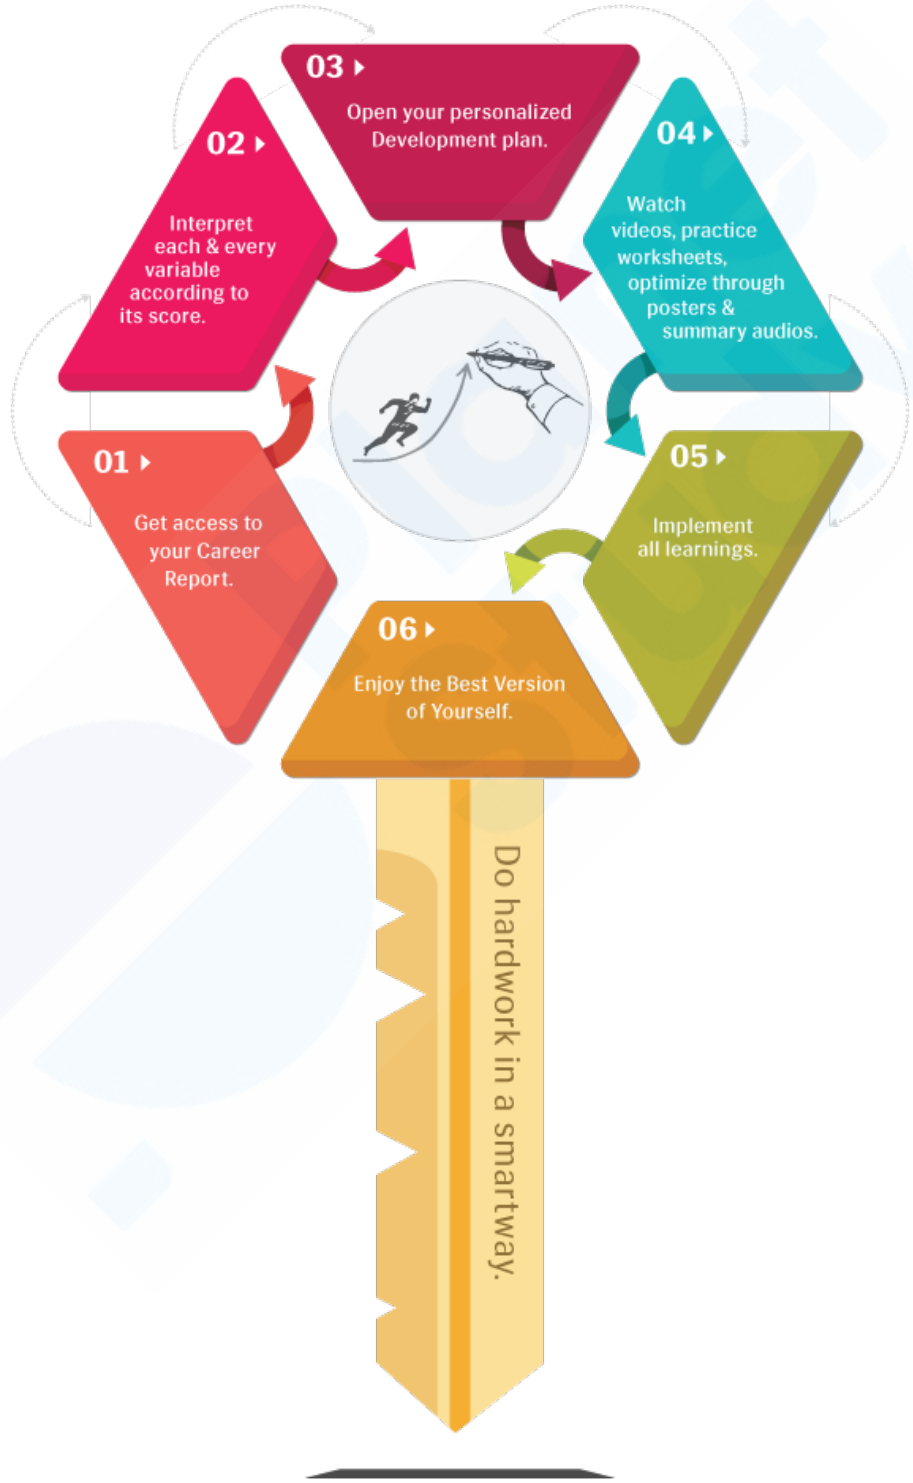 01
Get access to
your Career
Report.
02
Interpret
each & every
variable
according to
its score.
03
Open your personalized
Development plan.
04
Watch
videos, practice
worksheets,
optimize through
posters &
summary audios.
05
Implement
all learnings.
06
Enjoy the Best Version
of Yourself.
Do hardwork in a smartway.